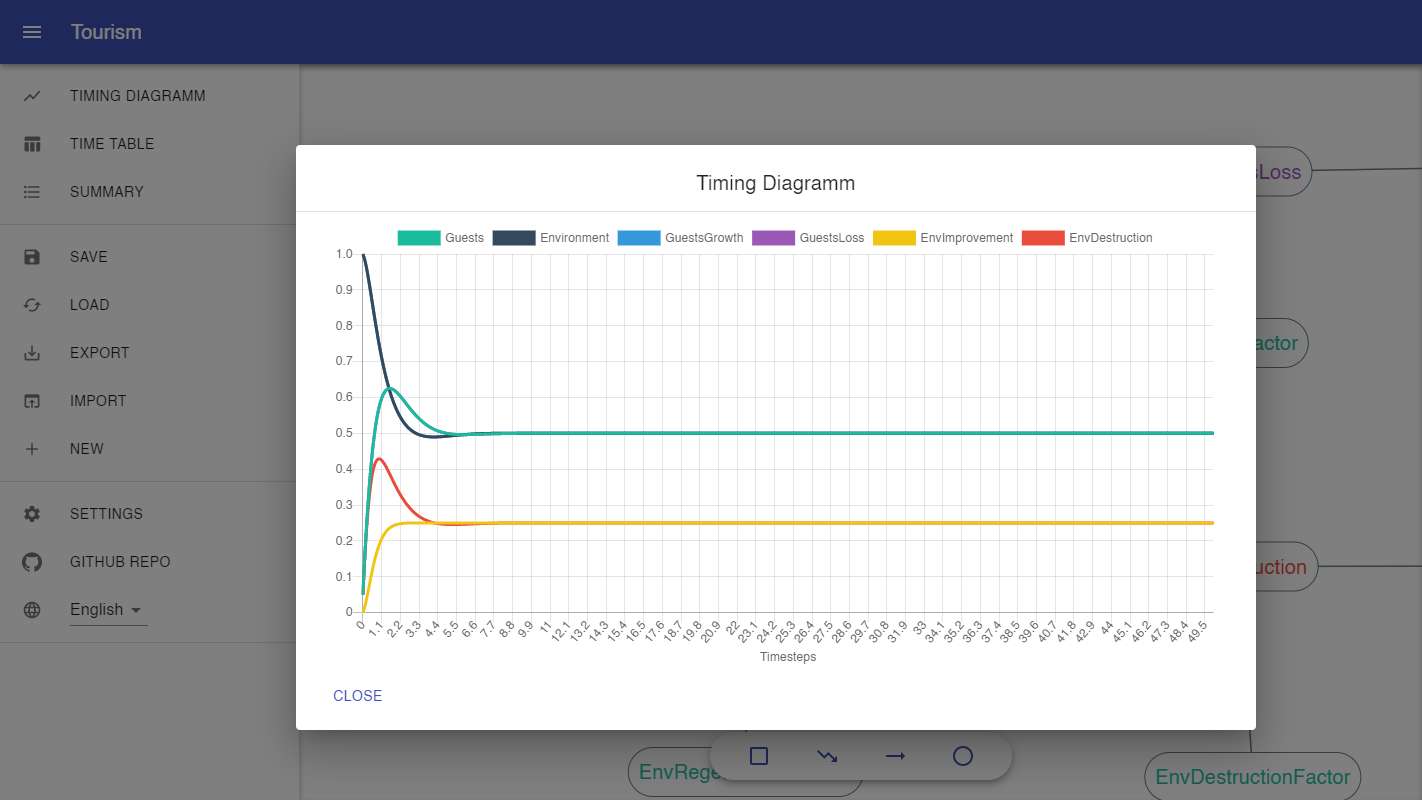 Tourism
TIMING DIAGRAMM
TIME TABLE
SUMMARY
SAVE
LOAD
EXPORT
IMPORT
NEW
SETTINGS
GITHUB REPO
English
Timing Diagramm
Guests Environment GuestsGrowth GuestsLoss EnvImprovement EnvDestruction
1.0
0.9
0.8
0.7
0.6
0.5
0.4
0.3
0.2
0.1
0
0 1.1 2.2 3.3 4.4 5.5 6.6 7.7 8.8 9.9 11 12.1 13.2 14.3 15.4 16.5 17.6 18.7 19.8 20.9 22 23.1 24.2 25.3 26.4 27.5 28.6 29.7 30.8 31.9 33 34.1 35.2 36.3 37.4 38.5 39.6 40.7 41.8 42.9 44 45.1 46.2 47.3 48.4 49.5
Timesteps
CLOSE
sLoss
actor
uction
EnvRege
EnvDestructionFactor